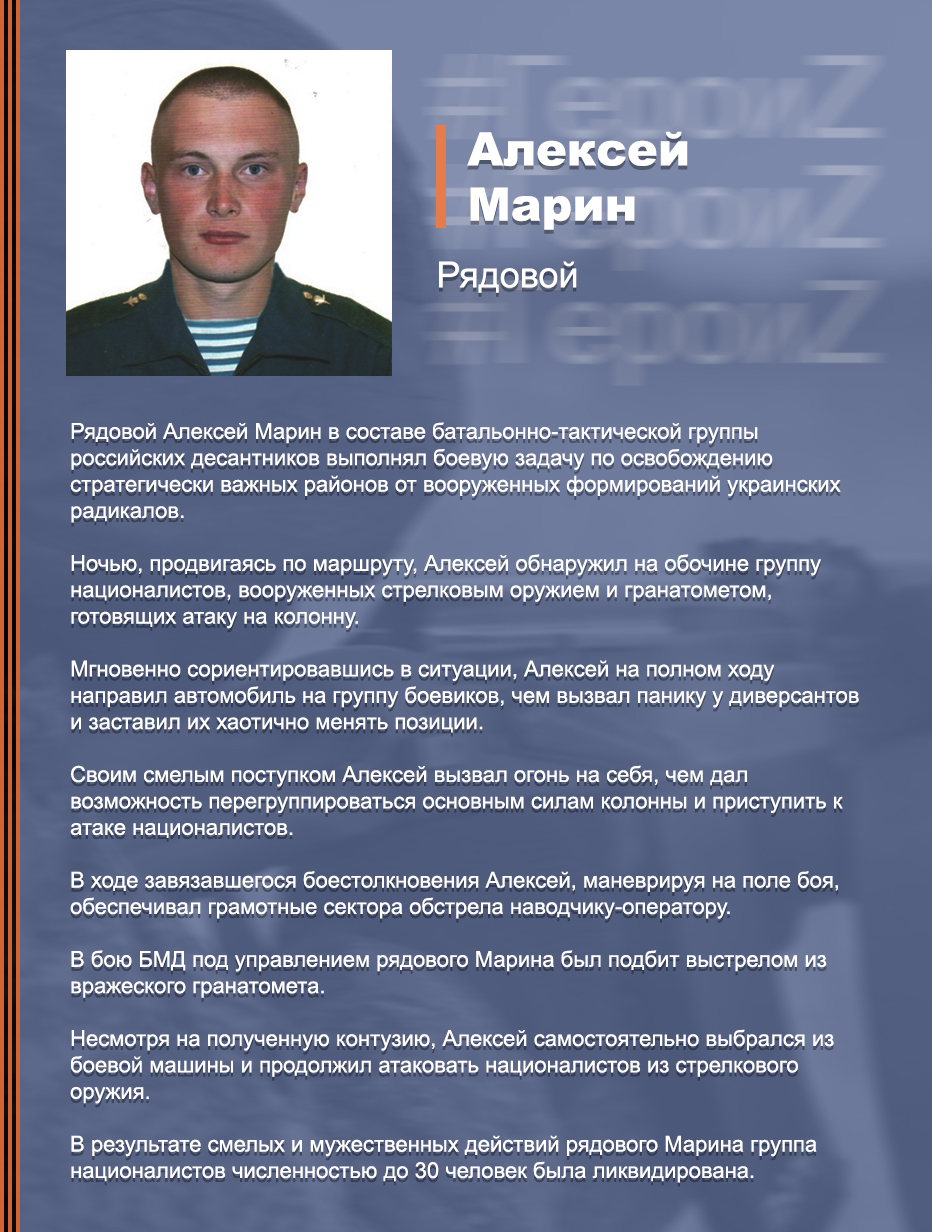 #ГероиZ
Алексей
Марин
#ГероиZ
Рядовой
#ГероиZ
Рядовой Алексей Марин в составе батальонно-тактической группы
российских десантников выполнял боевую задачу по освобождению
стратегически важных районов от вооруженных формирований украинских
радикалов.
Ночью, продвигаясь по маршруту, Алексей обнаружил на обочине группу
националистов, вооруженных стрелковым оружием и гранатометом,
готовящих атаку на колонну.
Мгновенно сориентировавшись в ситуации, Алексей на полном ходу
направил автомобиль на группу боевиков, чем вызвал панику у диверсантов
и заставил их хаотично менять позиции.
Своим смелым поступком Алексей вызвал огонь на себя, чем дал
возможность перегруппироваться основным силам колонны и приступить к
атаке националистов.
В ходе завязавшегося боестолкновения Алексей, маневрируя на поле боя,
обеспечивал грамотные сектора обстрела наводчику-оператору.
В бою БМД под управлением рядового Марина был подбит выстрелом из
вражеского гранатомета.
Несмотря на полученную контузию, Алексей самостоятельно выбрался из
боевой машины и продолжил атаковать националистов из стрелкового
оружия.
В результате смелых и мужественных действий рядового Марина группа
националистов численностью до 30 человек была ликвидирована.